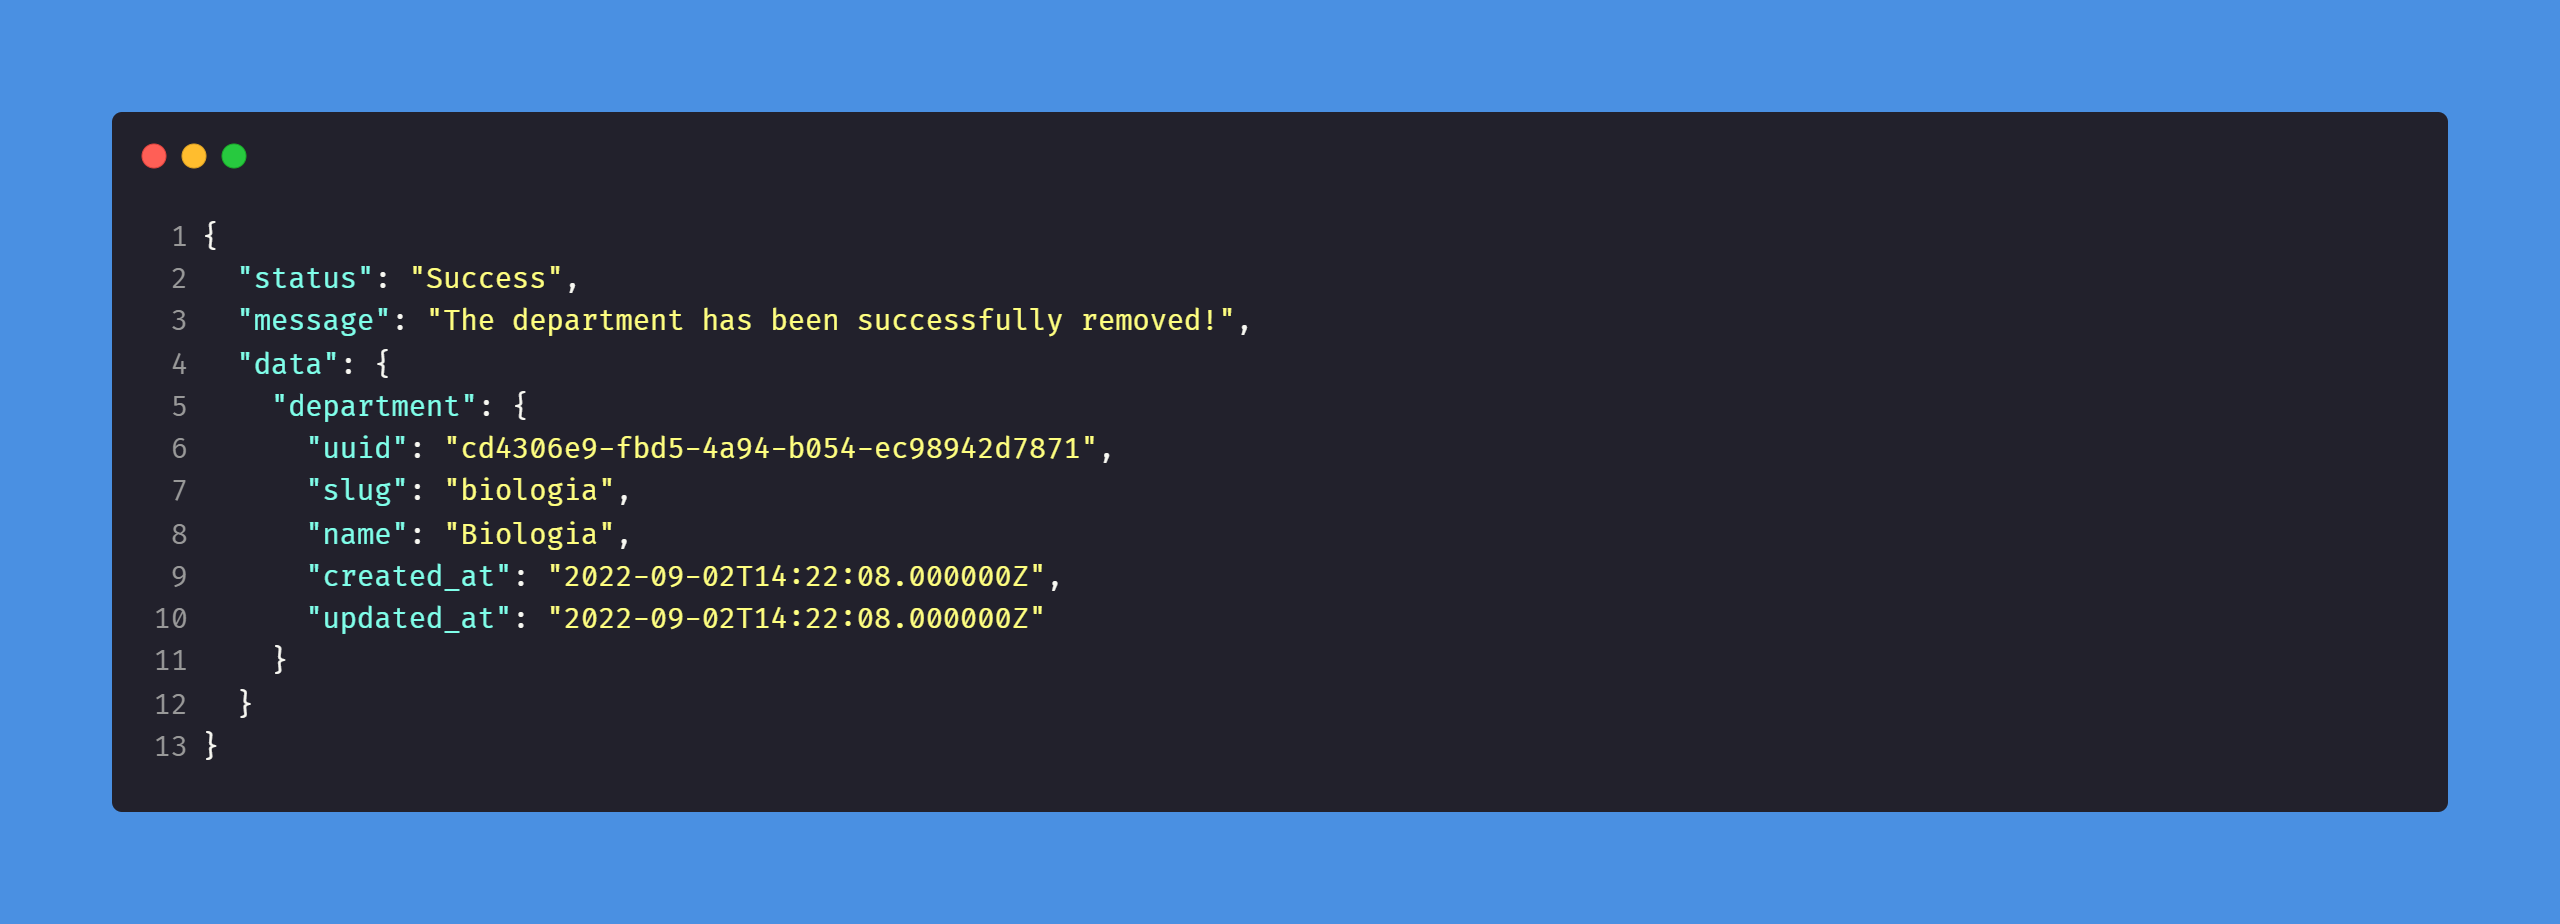 1 {
2   "status": "Success",
3   "message": "The department has been successfully removed!",
4   "data": {
5     "department": {
6       "uuid": "cd4306e9-fbd5-4a94-b054-ec98942d7871",
7       "slug": "biologia",
8       "name": "Biologia",
9       "created_at": "2022-09-02T14:22:08.000000Z",
10       "updated_at": "2022-09-02T14:22:08.000000Z"
11     }
12   }
13 }